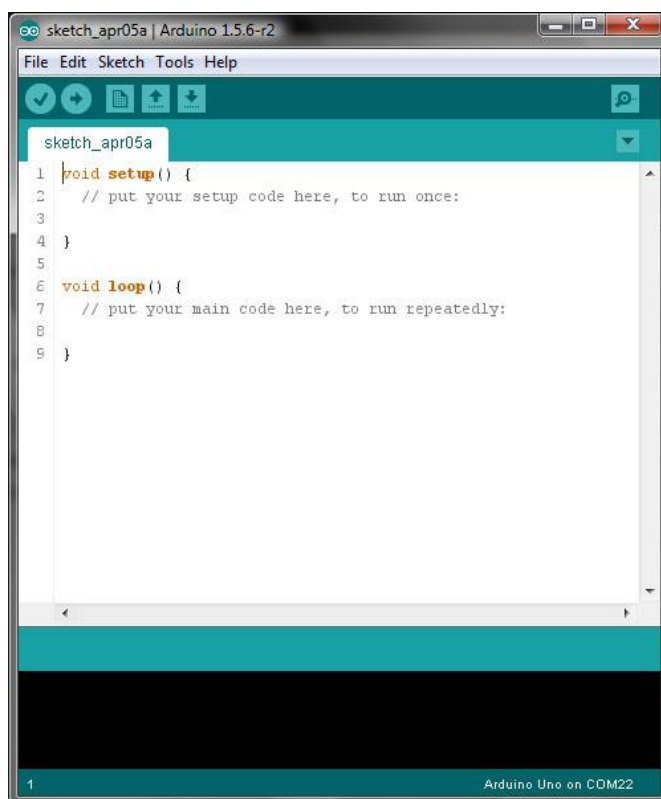 sketch_apr05a | Arduino 1.5.6-r2
File Edit Sketch Tools Help
sketch_apr05a
1 void setup() {
2 // put your setup code here, to run once:
3
4 }
5
6 void loop() {
7 // put your main code here, to run repeatedly:
8
9 }
1 Arduino Uno on COM22